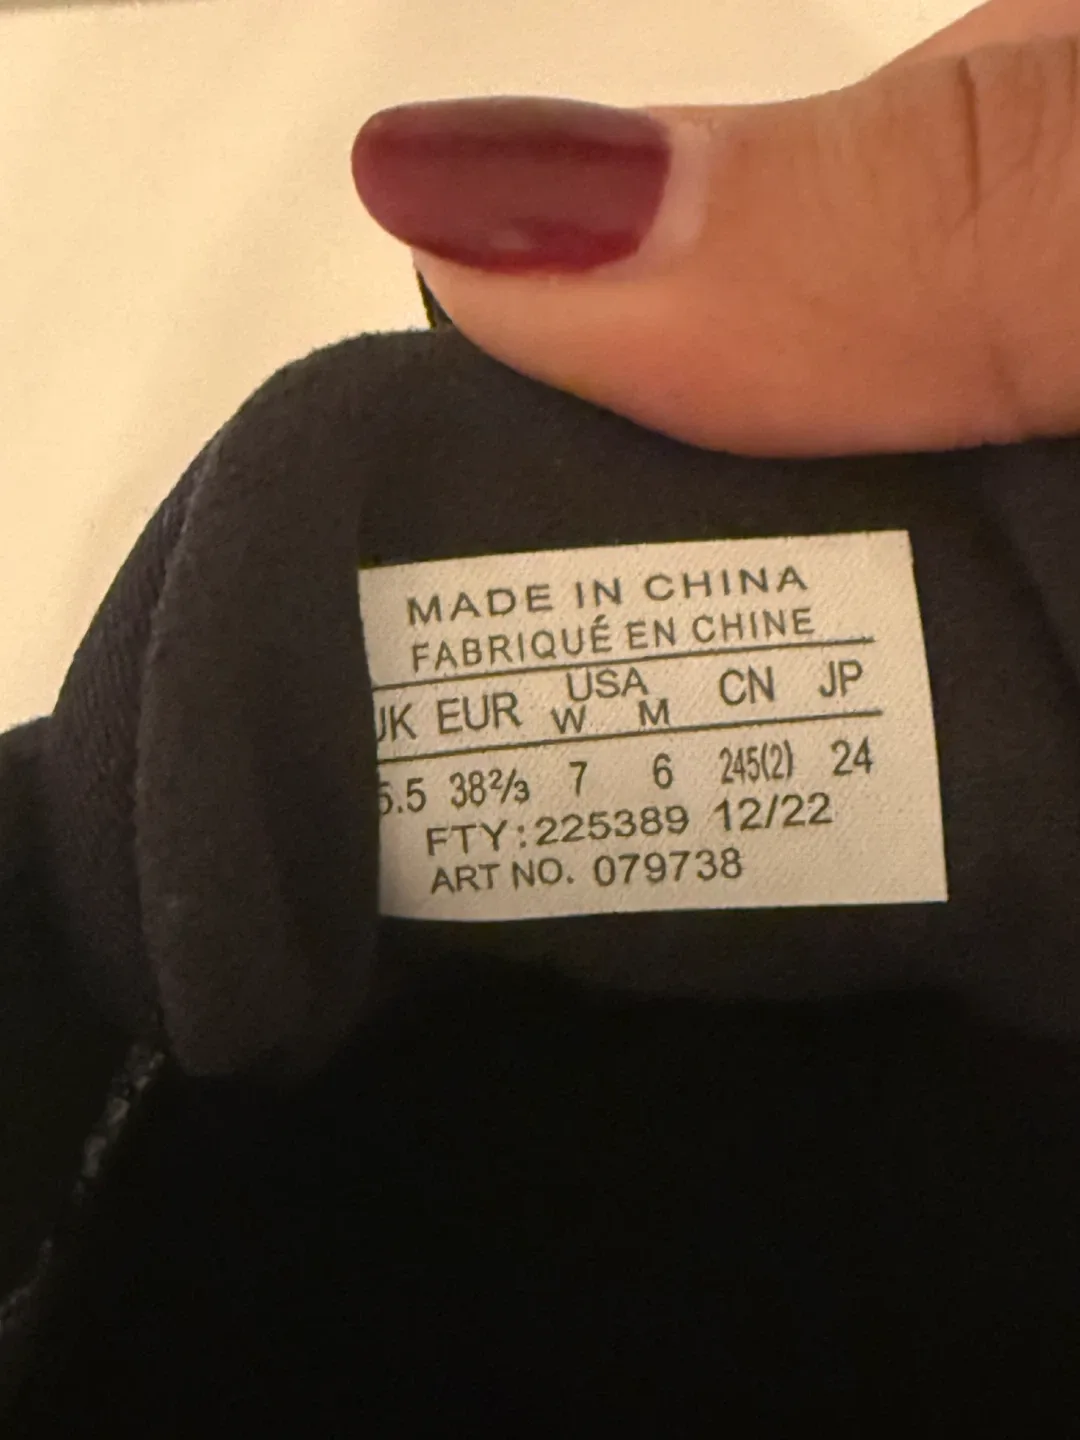 MADE IN CHINA
FABRIQUÉ EN CHINE
UK EUR USA CN JP
W M
5.5 38⅔ 7 6 245(2) 24
FTY:225389 12/22
ART NO. 079738